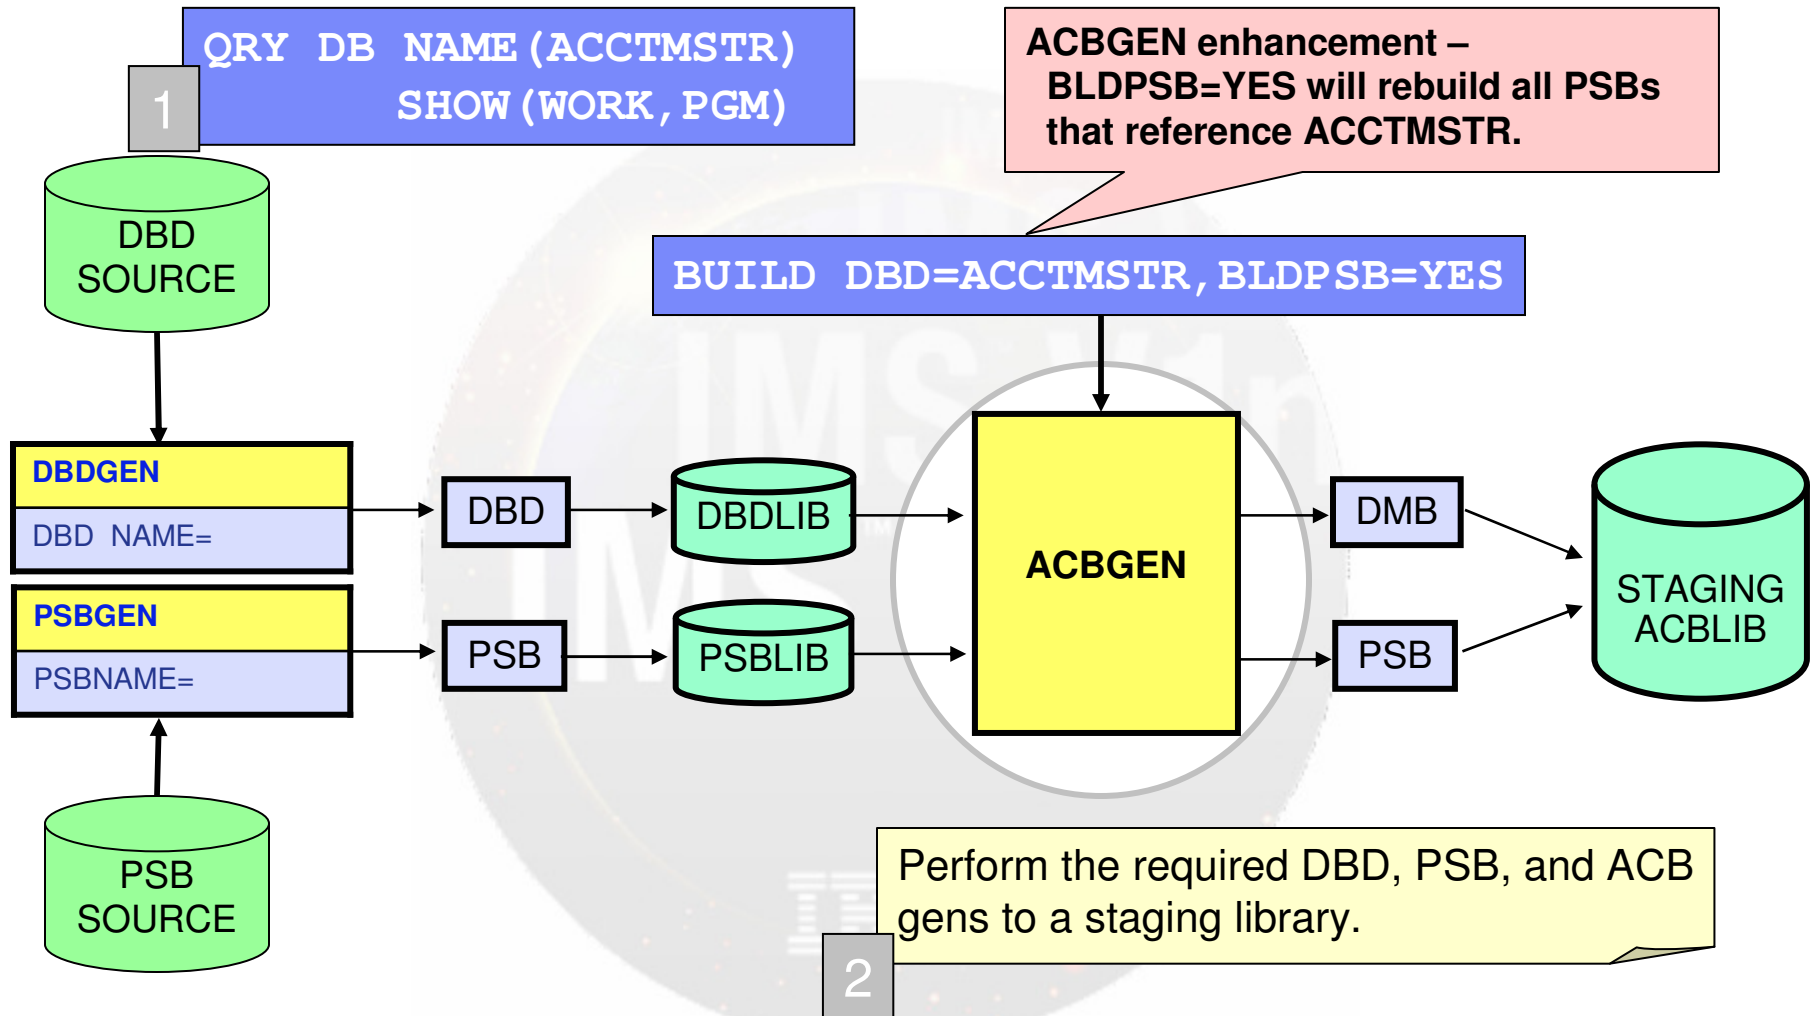 QRY DB NAME(ACCTMSTR)
SHOW(WORK,PGM)
1
ACBGEN enhancement –
BLDPSB=YES will rebuild all PSBs
that reference ACCTMSTR.
DBD
SOURCE
BUILD DBD=ACCTMSTR,BLDPSB=YES
DBDGEN
DBD NAME=
DBD
DBDLIB
ACBGEN
DMB
STAGING
ACBLIB
PSBGEN
PSBNAME=
PSB
PSBLIB
PSB
PSB
SOURCE
Perform the required DBD, PSB, and ACB
gens to a staging library.
2